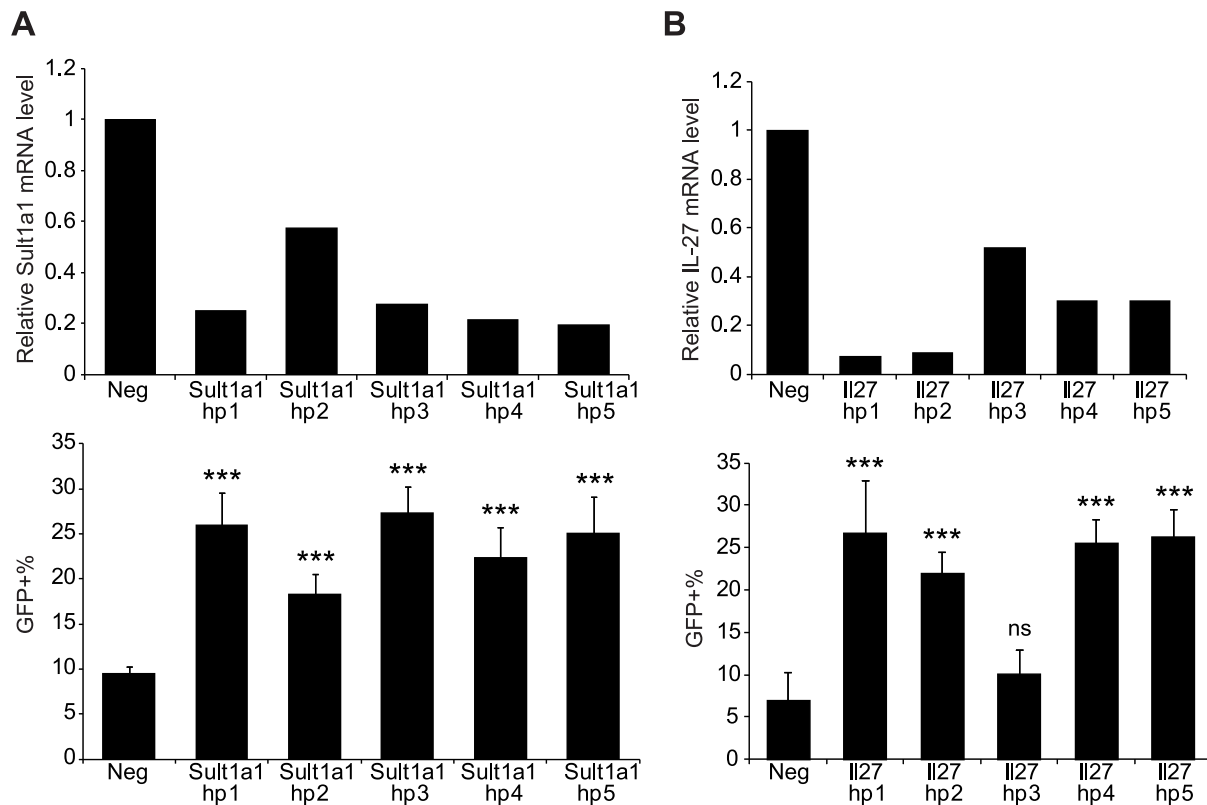 A
Relative Sult1a1 mRNA level
1.2
1
0.8
0.6
0.4
0.2
0
Neg Sult1a1 Sult1a1 Sult1a1 Sult1a1 Sult1a1
hp1 hp2 hp3 hp4 hp5
B
Relative IL-27 mRNA level
1.2
1
0.8
0.6
0.4
0.2
0
Neg Il27 Il27 Il27 Il27 Il27
hp1 hp2 hp3 hp4 hp5
GFP+%
35
30
25
20
15
10
5
0
*** *** *** *** ***
Neg Sult1a1 Sult1a1 Sult1a1 Sult1a1 Sult1a1
hp1 hp2 hp3 hp4 hp5
GFP+%
35
30
25
20
15
10
5
0
*** *** ns *** ***
Neg Il27 Il27 Il27 Il27 Il27
hp1 hp2 hp3 hp4 hp5